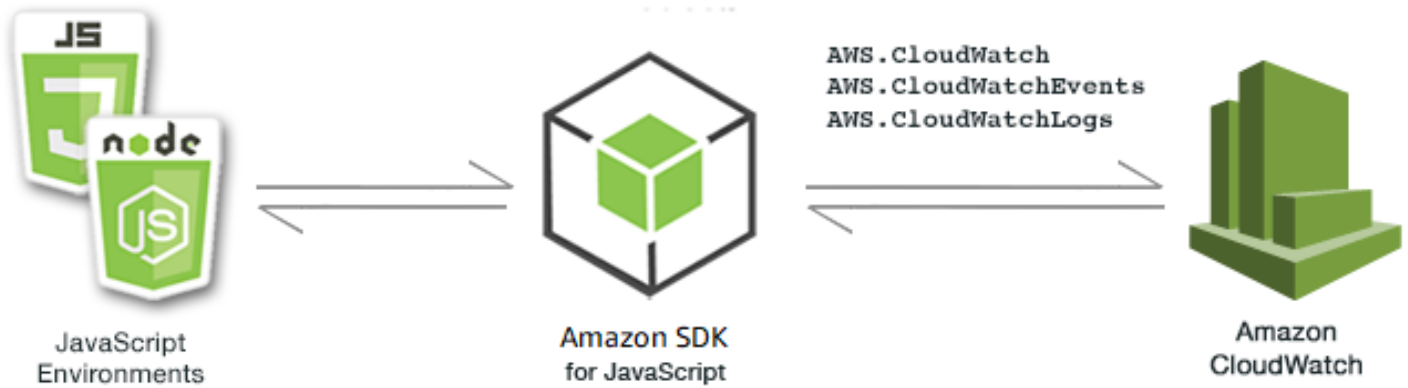 JS
node
JS
JavaScript
Environments
Amazon SDK
for JavaScript
AWS.CloudWatch
AWS.CloudWatchEvents
AWS.CloudWatchLogs
Amazon
CloudWatch